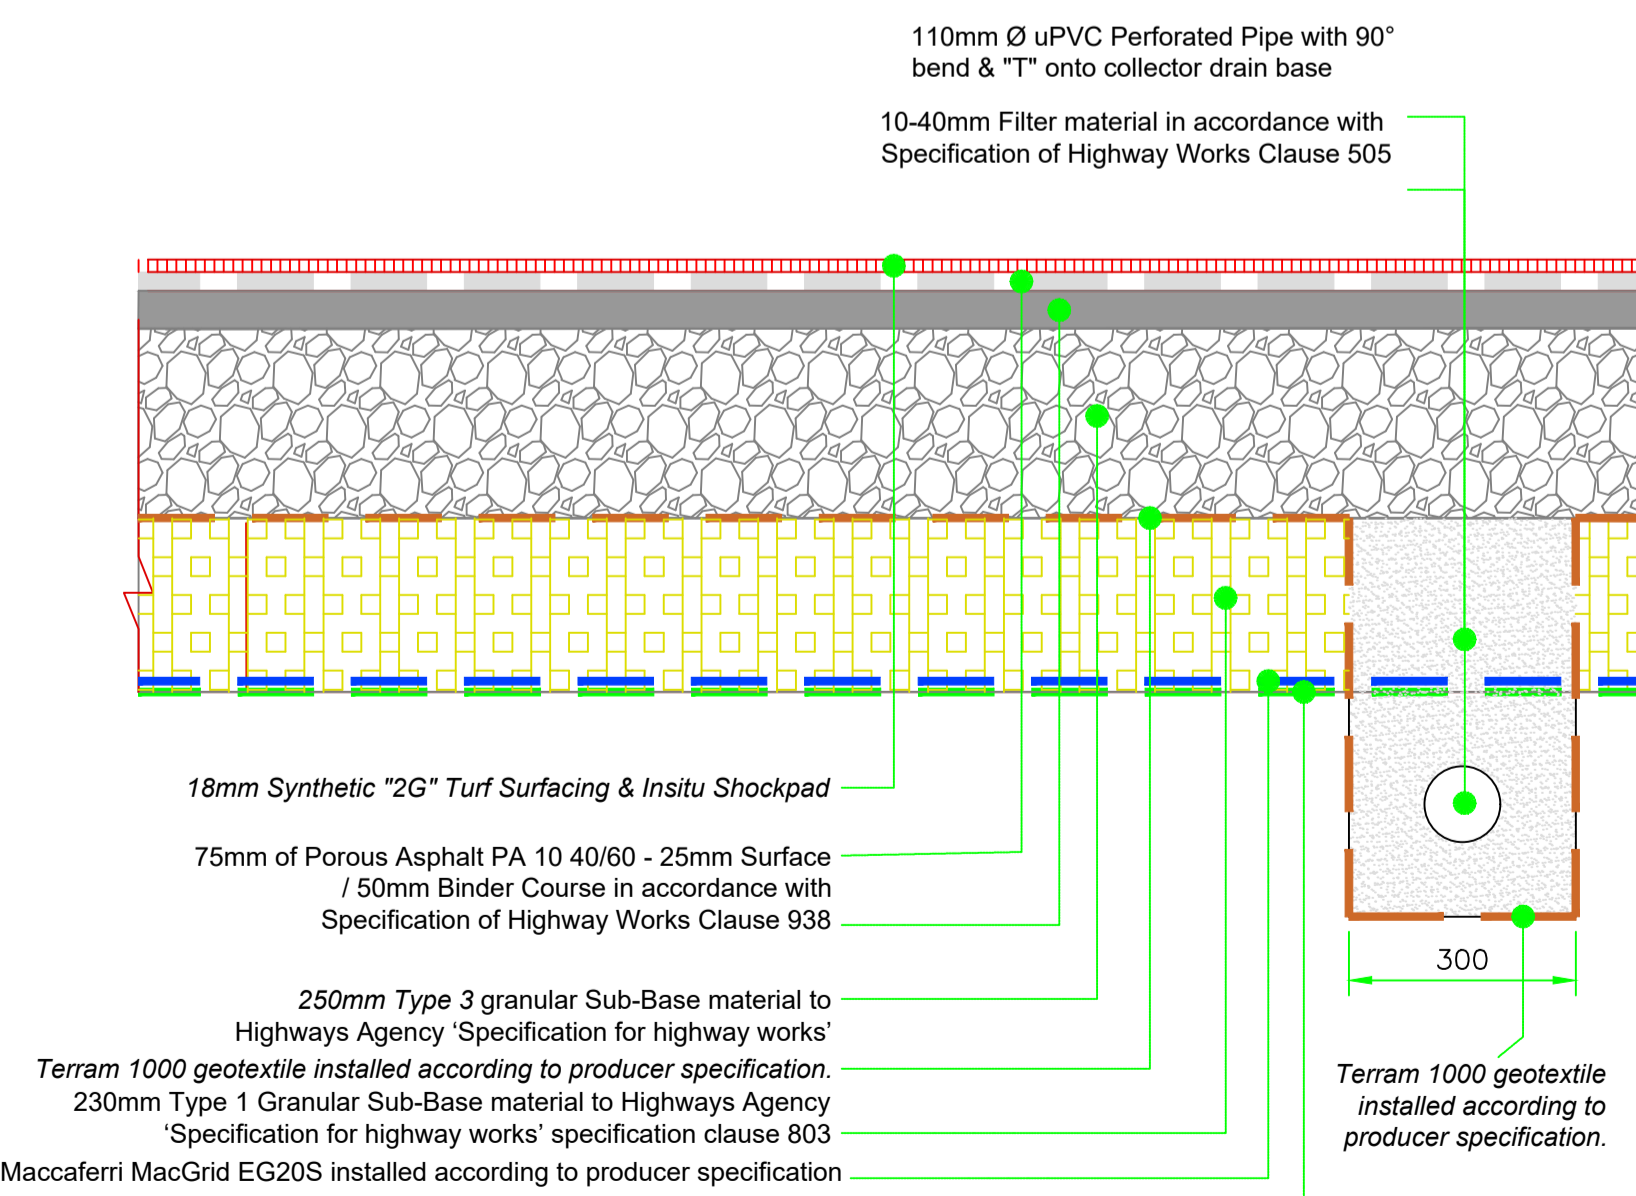 110mm Ø uPVC Perforated Pipe with 90°
bend & "T" onto collector drain base
10-40mm Filter material in accordance with
Specification of Highway Works Clause 505
18mm Synthetic "2G" Turf Surfacing & Insitu Shockpad
75mm of Porous Asphalt PA 10 40/60 - 25mm Surface
/ 50mm Binder Course in accordance with
Specification of Highway Works Clause 938
250mm Type 3 granular Sub-Base material to
Highways Agency ‘Specification for highway works’
Terram 1000 geotextile installed according to producer specification.
230mm Type 1 Granular Sub-Base material to Highways Agency
‘Specification for highway works’ specification clause 803
Maccaferri MacGrid EG20S installed according to producer specification
300
Terram 1000 geotextile
installed according to
producer specification.